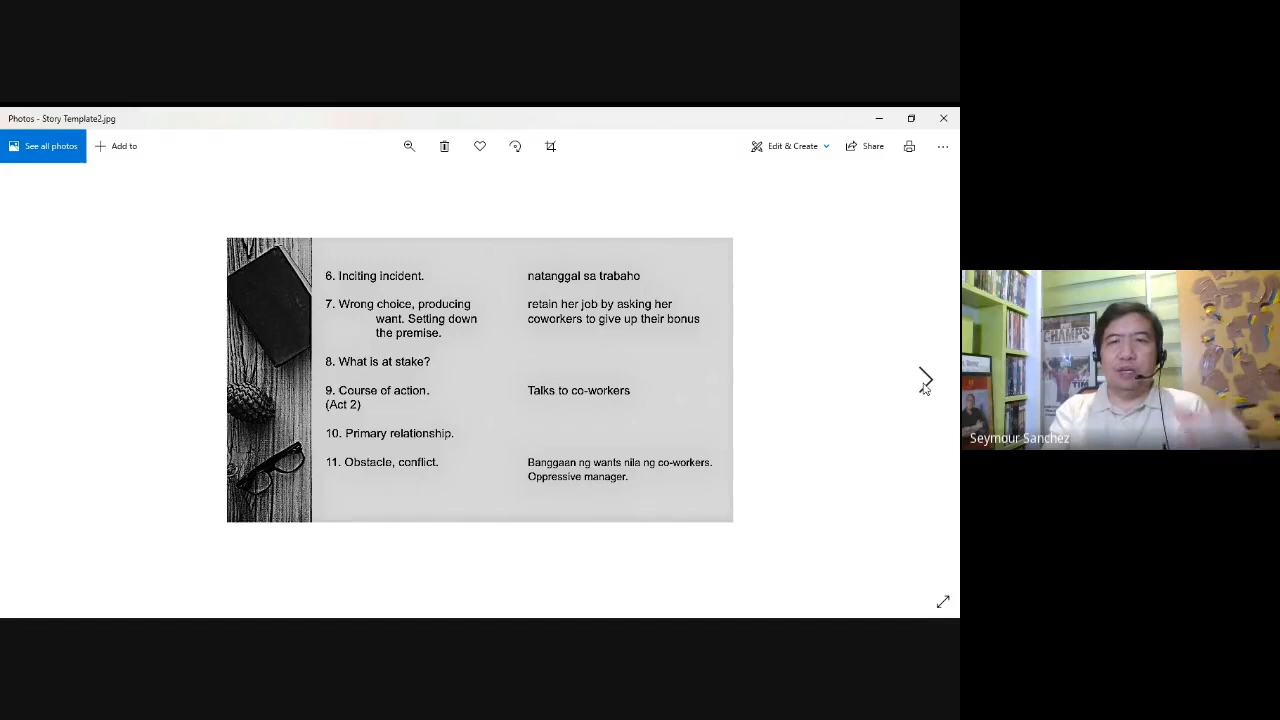 Photos - Story Template2.jpg
See all photos
Add to
Edit & Create
Share
6. Inciting incident.
natanggal sa trabaho
7. Wrong choice, producing
want. Setting down
the premise.
retain her job by asking her
coworkers to give up their bonus
8. What is at stake?
9. Course of action.
(Act 2)
Talks to co-workers
10. Primary relationship.
11. Obstacle, conflict.
Banggaan ng wants nila ng co-workers.
Oppressive manager.
CHAMPS
TIM
Seymour Sanchez